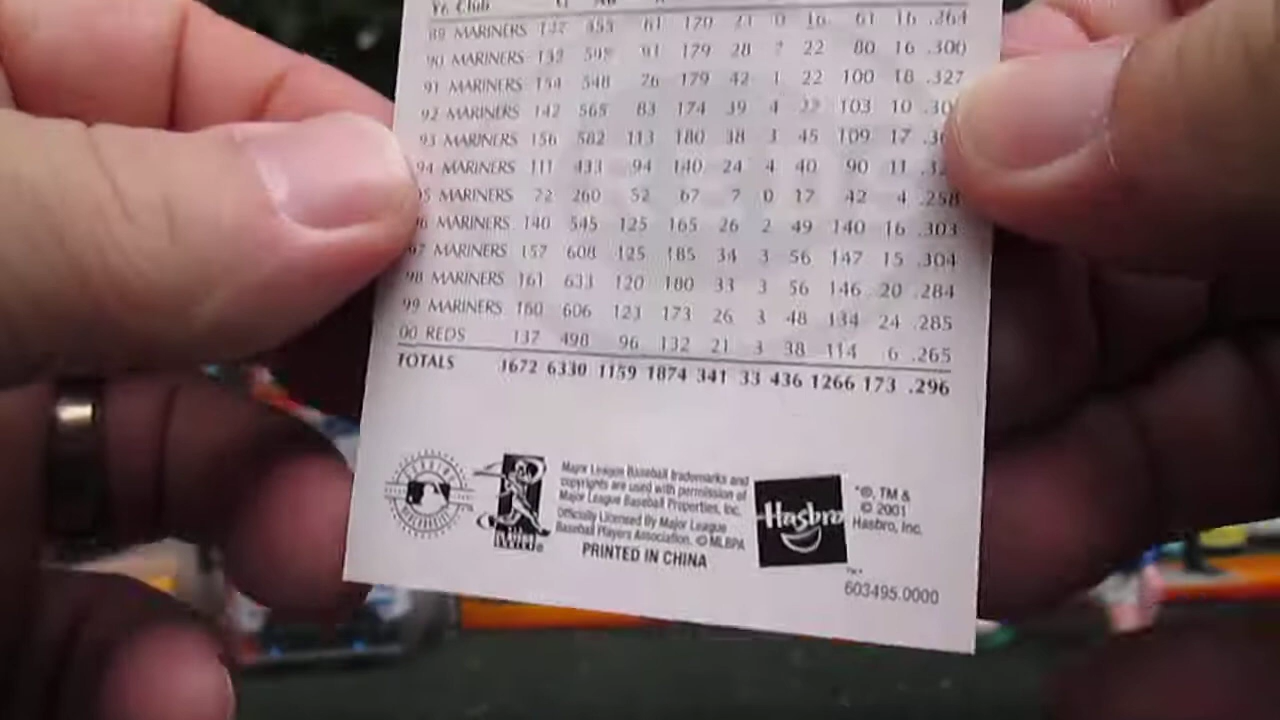 Yr. Club
89 MARINERS 127 455 61 120 23 0 16 61 16 .264
90 MARINERS 91 179 28 22 80 16 .300
91 MARINERS 154 548 76 179 42 1 22 100 18 .327
92 MARINERS 142 565 83 174 39 4 103 10 .30
93 MARINERS 156 582 113 180 38 3 45 109 17
94 MARINERS 111 433 94 140 24 4 40 90 11
5 MARINERS 72 260 52 67 7 0 17 42 4 .258
6 MARINERS 140 545 125 165 26 2 49 140 16 .303
97 MARINERS 157 608 125 185 34 3 56 147 15 .304
98 MARINERS 161 633 120 180 33 3 56 146 20 .284
99 MARINERS 160 606 123 173 26 3 48 134 24 .285
00 REDS 137 498 96 132 21 3 38 114 6 .265
TOTALS 1672 6330 1159 1874 341 33 436 1266 173 .296
GENUINE MERCHANDISE
Major League Baseball trademarks and
copyrights are used with permission of
Major League Baseball Properties, Inc.
Officially Licensed By Major League
Baseball Players Association. © MLBPA
PRINTED IN CHINA
Hasbro
*®, TM &
© 2001
Hasbro, Inc.
™
603495.0000